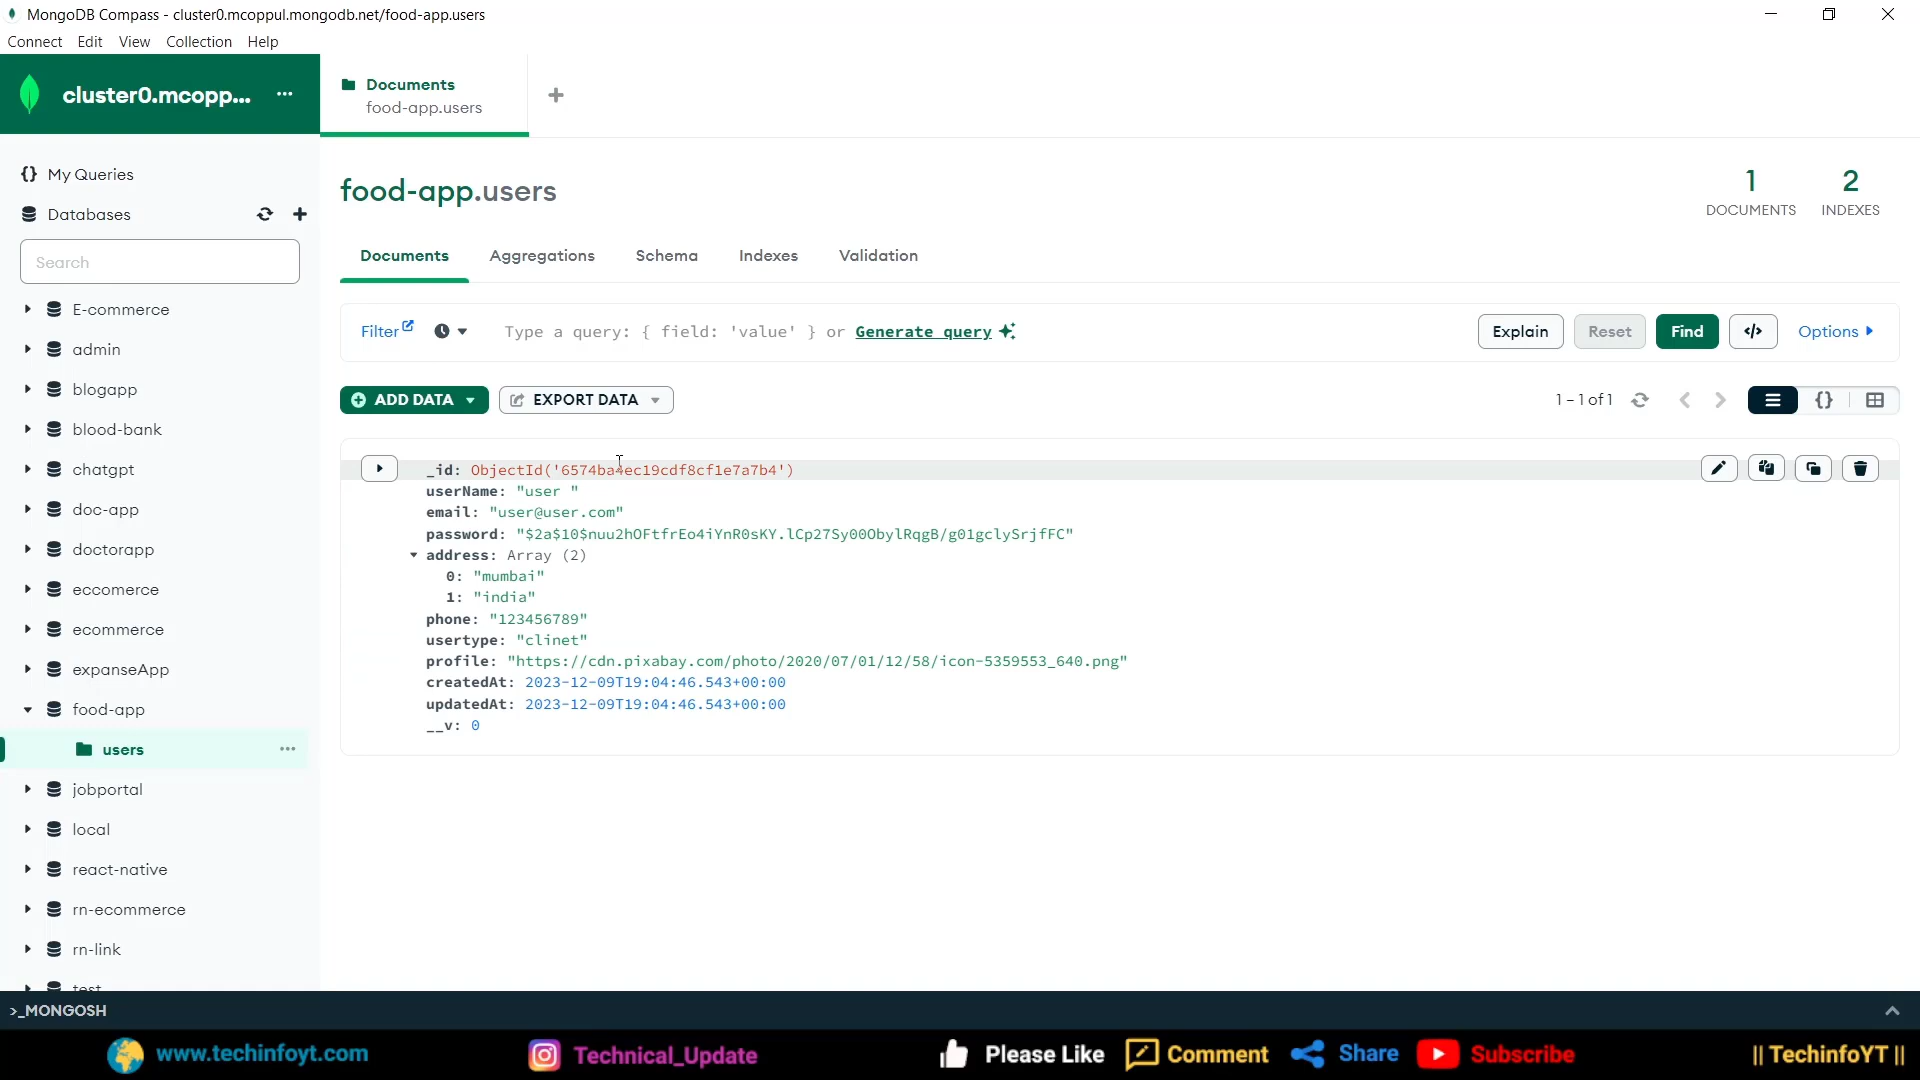 MongoDB Compass - cluster0.mcoppul.mongodb.net/food-app.users
Connect Edit View Collection Help
cluster0.mcopp... ...
Documents
food-app.users
My Queries
Databases
Search
E-commerce
admin
blogapp
blood-bank
chatgpt
doc-app
doctorapp
eccomerce
ecommerce
expanseApp
food-app
users ...
jobportal
local
react-native
rn-ecommerce
rn-link
test
food-app.users
1 DOCUMENTS
2 INDEXES
Documents Aggregations Schema Indexes Validation
Filter Type a query: { field: 'value' } or Generate query Explain Reset Find </> Options
ADD DATA EXPORT DATA 1 – 1 of 1 {}
_id: ObjectId('6574ba4ec19cdf8cf1e7a7b4')
userName: "user "
email: "user@user.com"
password: "$2a$10$nuu2hOFtfrEo4iYnR0sKY.lCp27Sy00ObylRqgB/g01gclySrjfFC"
address: Array (2)
0: "mumbai"
1: "india"
phone: "123456789"
usertype: "clinet"
profile: "https://cdn.pixabay.com/photo/2020/07/01/12/58/icon-5359553_640.png"
createdAt: 2023-12-09T19:04:46.543+00:00
updatedAt: 2023-12-09T19:04:46.543+00:00
__v: 0
>_MONGOSH
www.techinfoyt.com Technical_Update Please Like Comment Share Subscribe || TechinfoYT ||